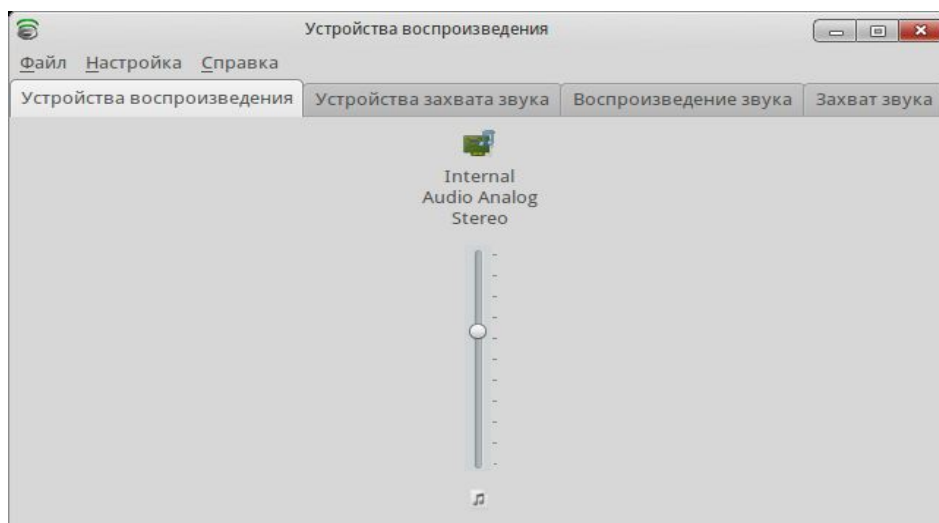 Устройства воспроизведения
Файл Настройка Справка
Устройства воспроизведения Устройства захвата звука Воспроизведение звука Захват звука
Internal
Audio Analog
Stereo